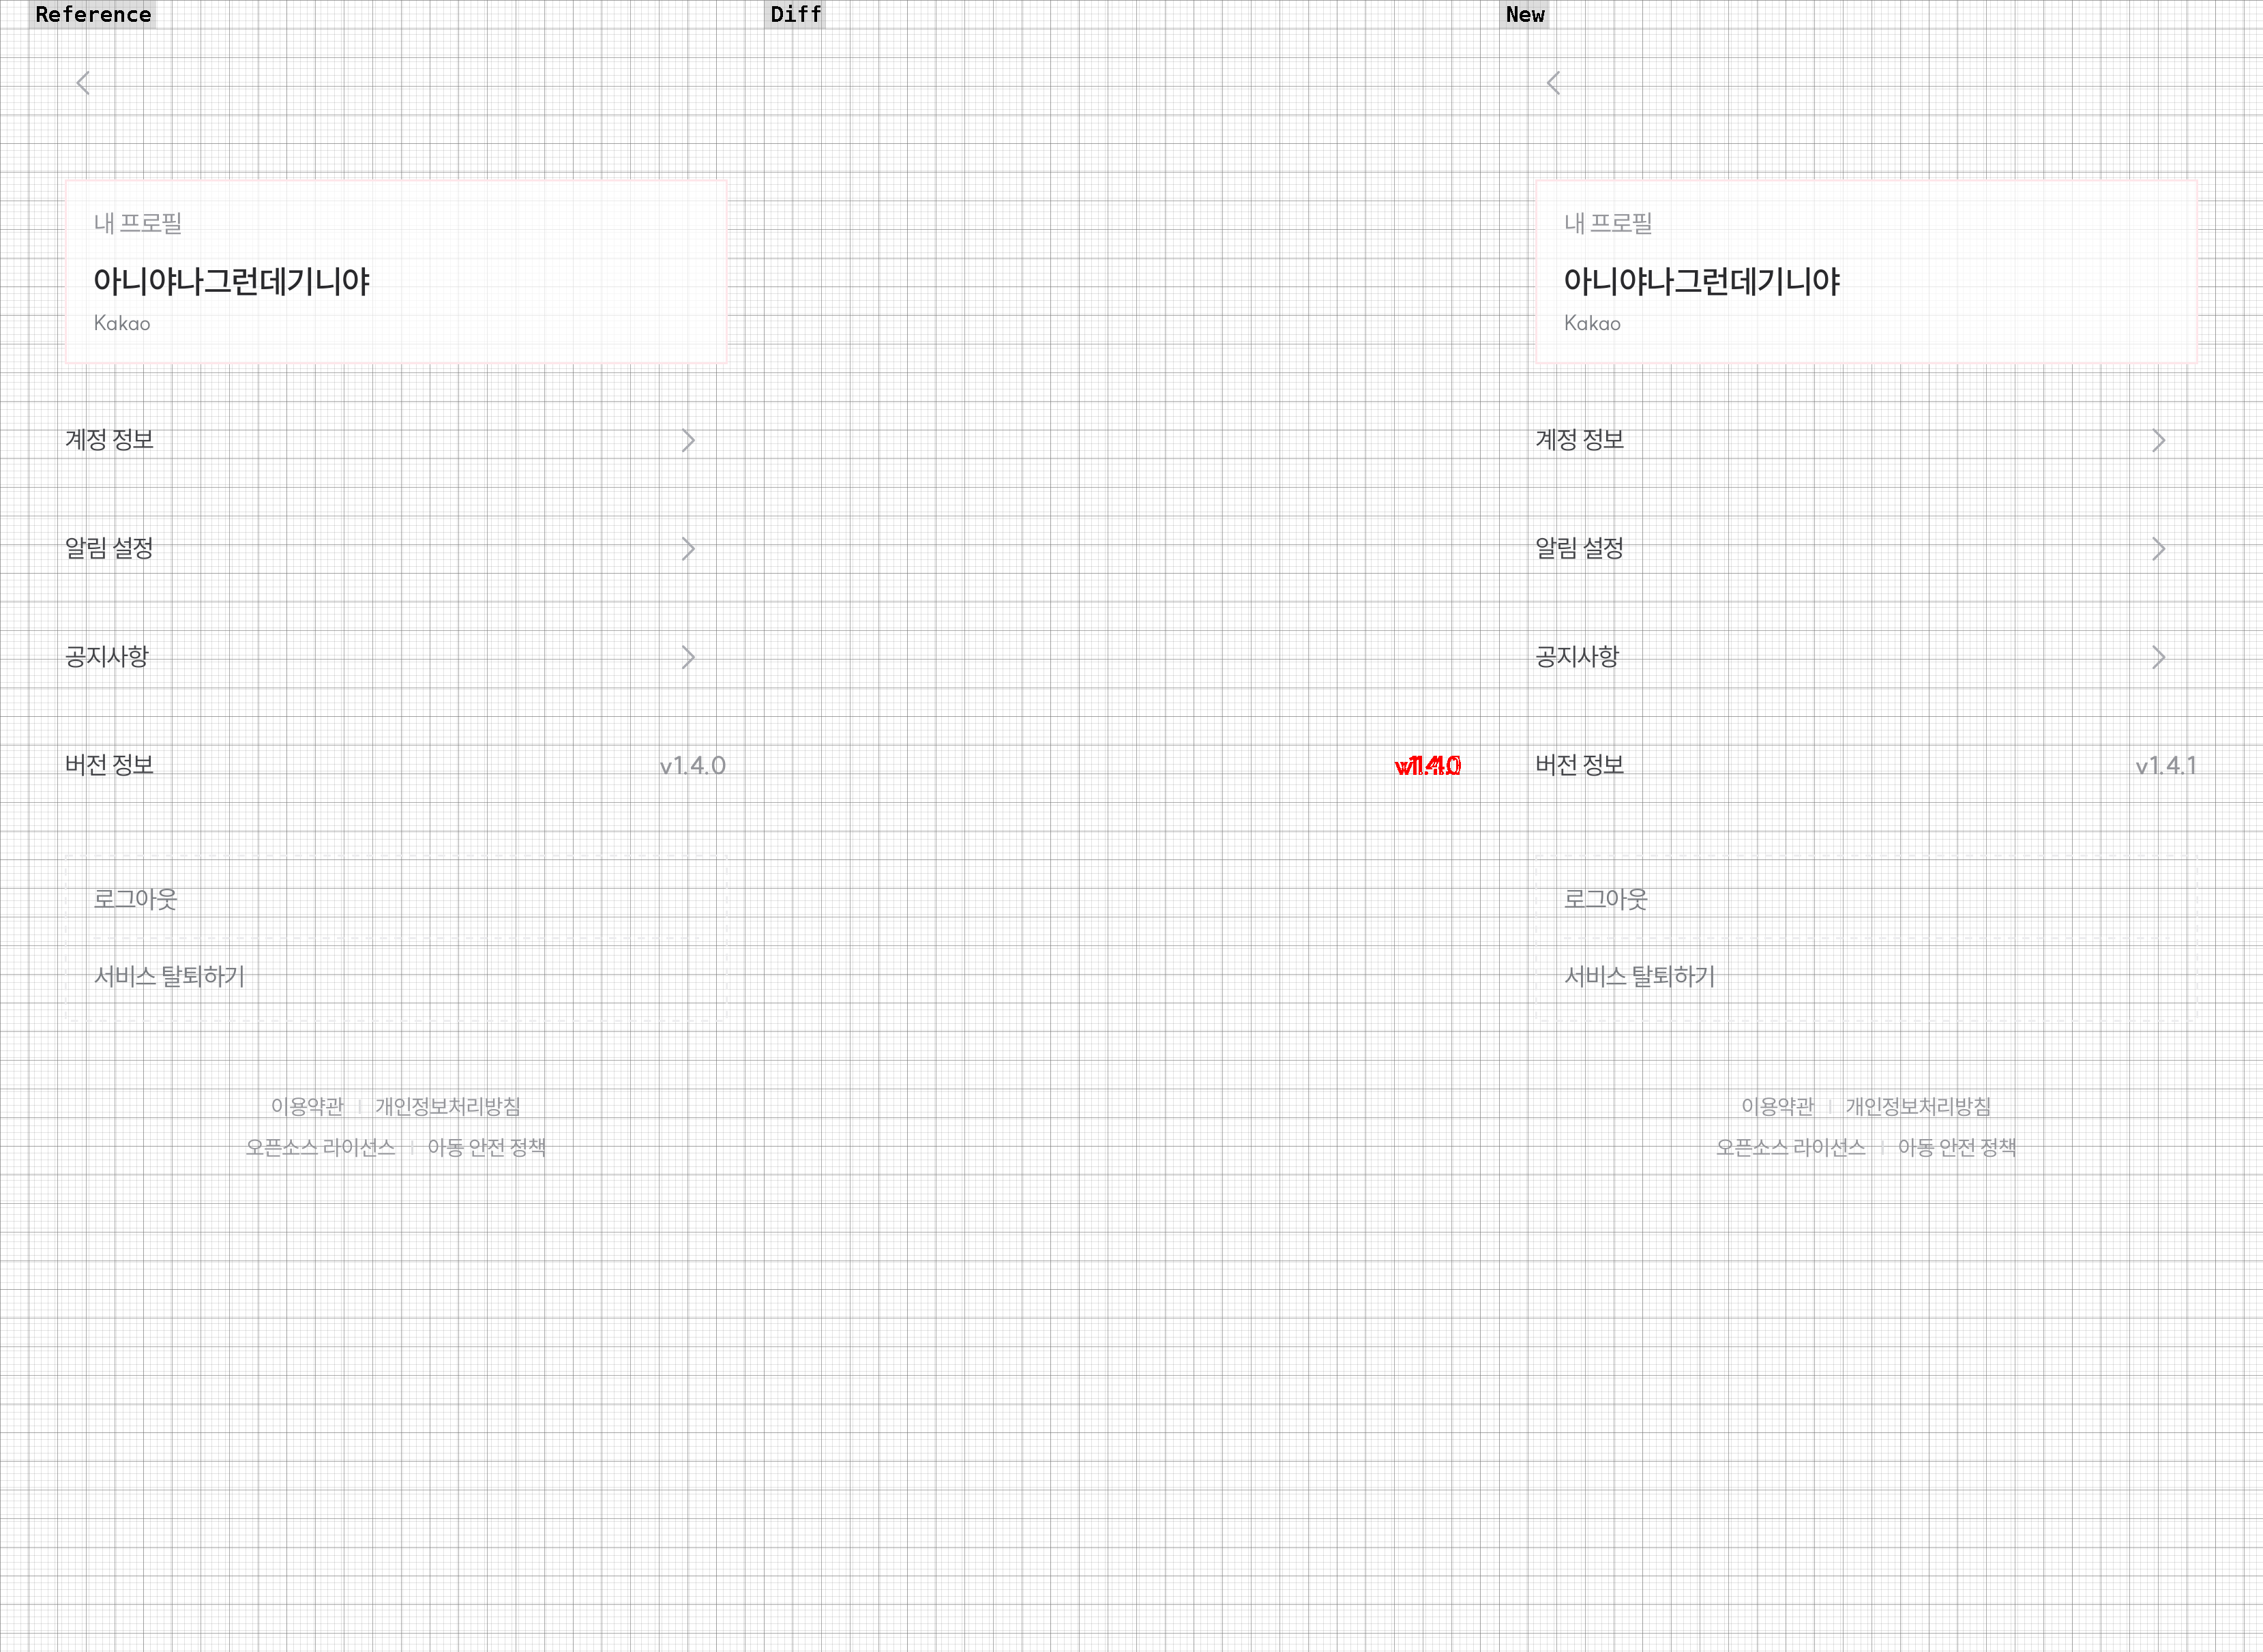 Reference
Diff
New
내 프로필
아니야나그런데기니야
Kakao
계정 정보
알림 설정
공지사항
버전 정보 v1.4.0
로그아웃
서비스 탈퇴하기
이용약관 | 개인정보처리방침
오픈소스 라이선스 | 아동 안전 정책
내 프로필
아니야나그런데기니야
Kakao
계정 정보
알림 설정
공지사항
버전 정보 v1.4.1
로그아웃
서비스 탈퇴하기
이용약관 | 개인정보처리방침
오픈소스 라이선스 | 아동 안전 정책